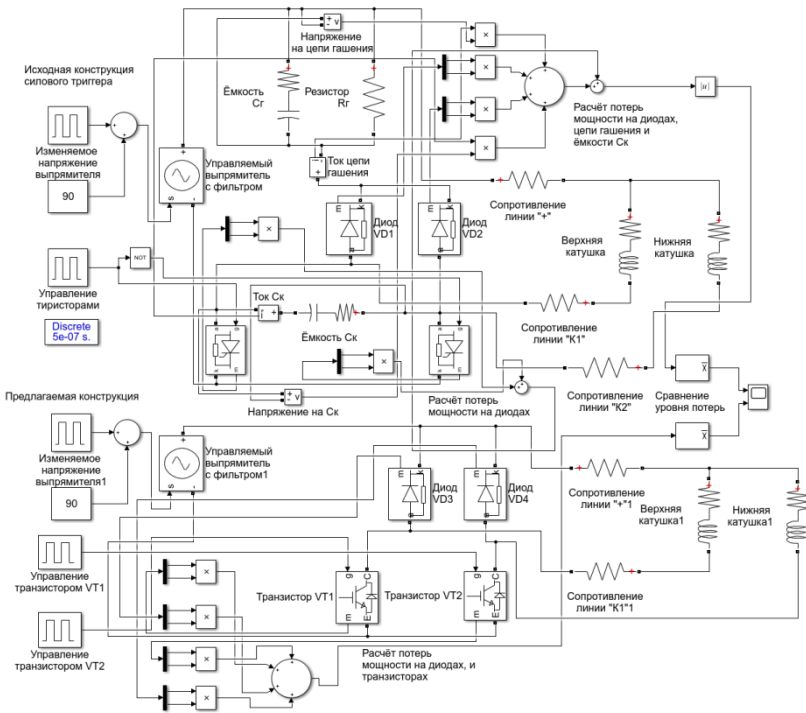 Напряжение
на цепи гашения
Исходная конструкция
силового триггера
Ёмкость
Сг
Резистор
Rг
|u|
Расчёт потерь
мощности на диодах,
цепи гашения и
ёмкости Ск
Изменяемое
напряжение
выпрямителя
90
Управляемый
выпрямитель
с фильтром
Ток цепи
гашения
Сопротивление
линии "+"
Диод
VD1
Диод
VD2
Верхняя
катушка
Нижняя
катушка
NOT
Управление
тиристорами
Ток Ск
Discrete
5e-07 s.
Ёмкость Ск
Сопротивление
линии "К1"
Сопротивление
линии "К2"
Сравнение
уровня потерь
Предлагаемая конструкция
Напряжение на Ск
Расчёт потерь
мощности на диодах
Изменяемое
напряжение
выпрямителя1
90
Управляемый
выпрямитель
с фильтром1
Диод
VD3
Диод
VD4
Сопротивление
линии "+"1
Верхняя
катушка1
Нижняя
катушка1
Управление
транзистором VT1
Транзистор VT1
Транзистор VT2
Сопротивление
линии "К1"1
Управление
транзистором VT2
Расчёт потерь
мощности на диодах, и
транзисторах